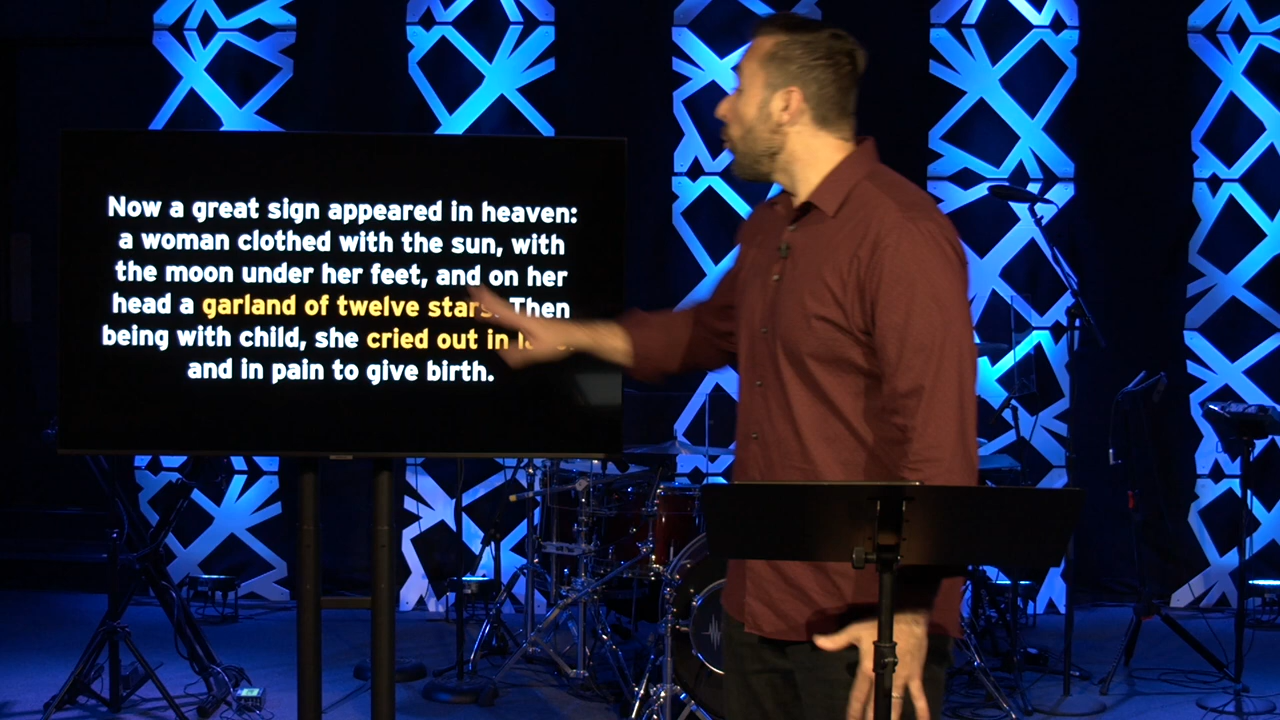 Now a great sign appeared in heaven:
a woman clothed with the sun, with
the moon under her feet, and on her
head a garland of twelve stars. Then
being with child, she cried out in
and in pain to give birth.